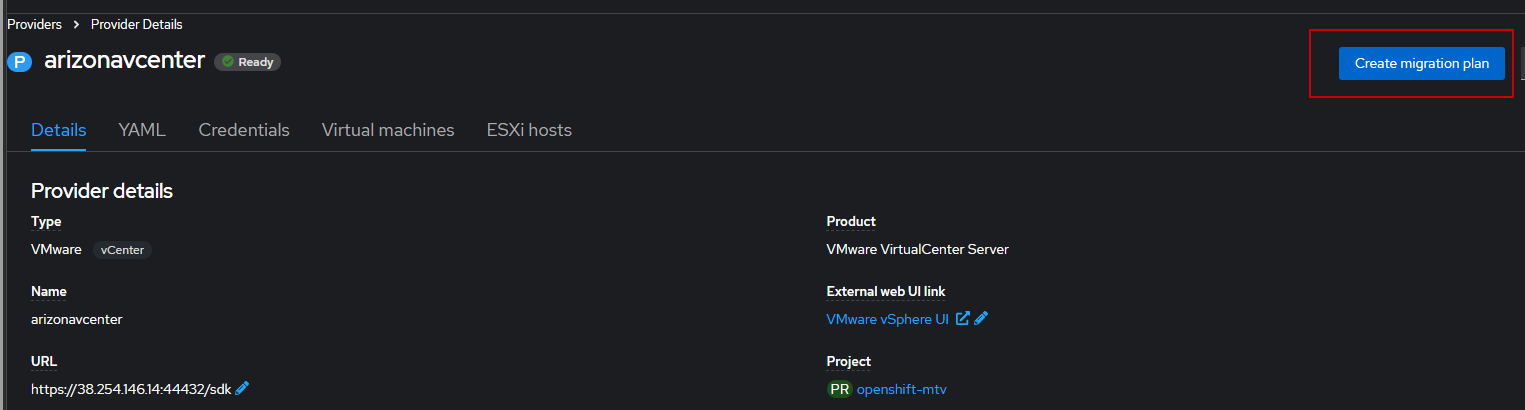 Providers > Provider Details
P arizonavcenter Ready
Create migration plan
Details YAML Credentials Virtual machines ESXi hosts
Provider details
Type
VMware vCenter
Product
VMware VirtualCenter Server
Name
arizonavcenter
External web UI link
VMware vSphere UI
URL
https://38.254.146.14:44432/sdk
Project
PR openshift-mtv